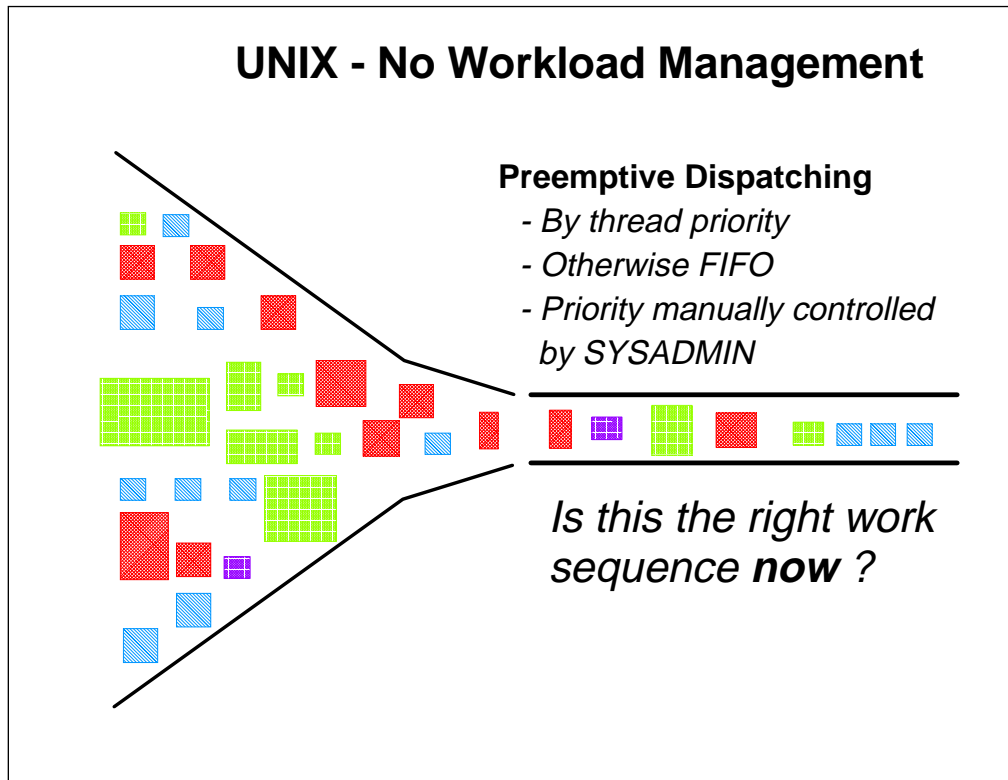 UNIX - No Workload Management
Preemptive Dispatching
- By thread priority
- Otherwise FIFO
- Priority manually controlled
by SYSADMIN
Is this the right work
sequence now ?